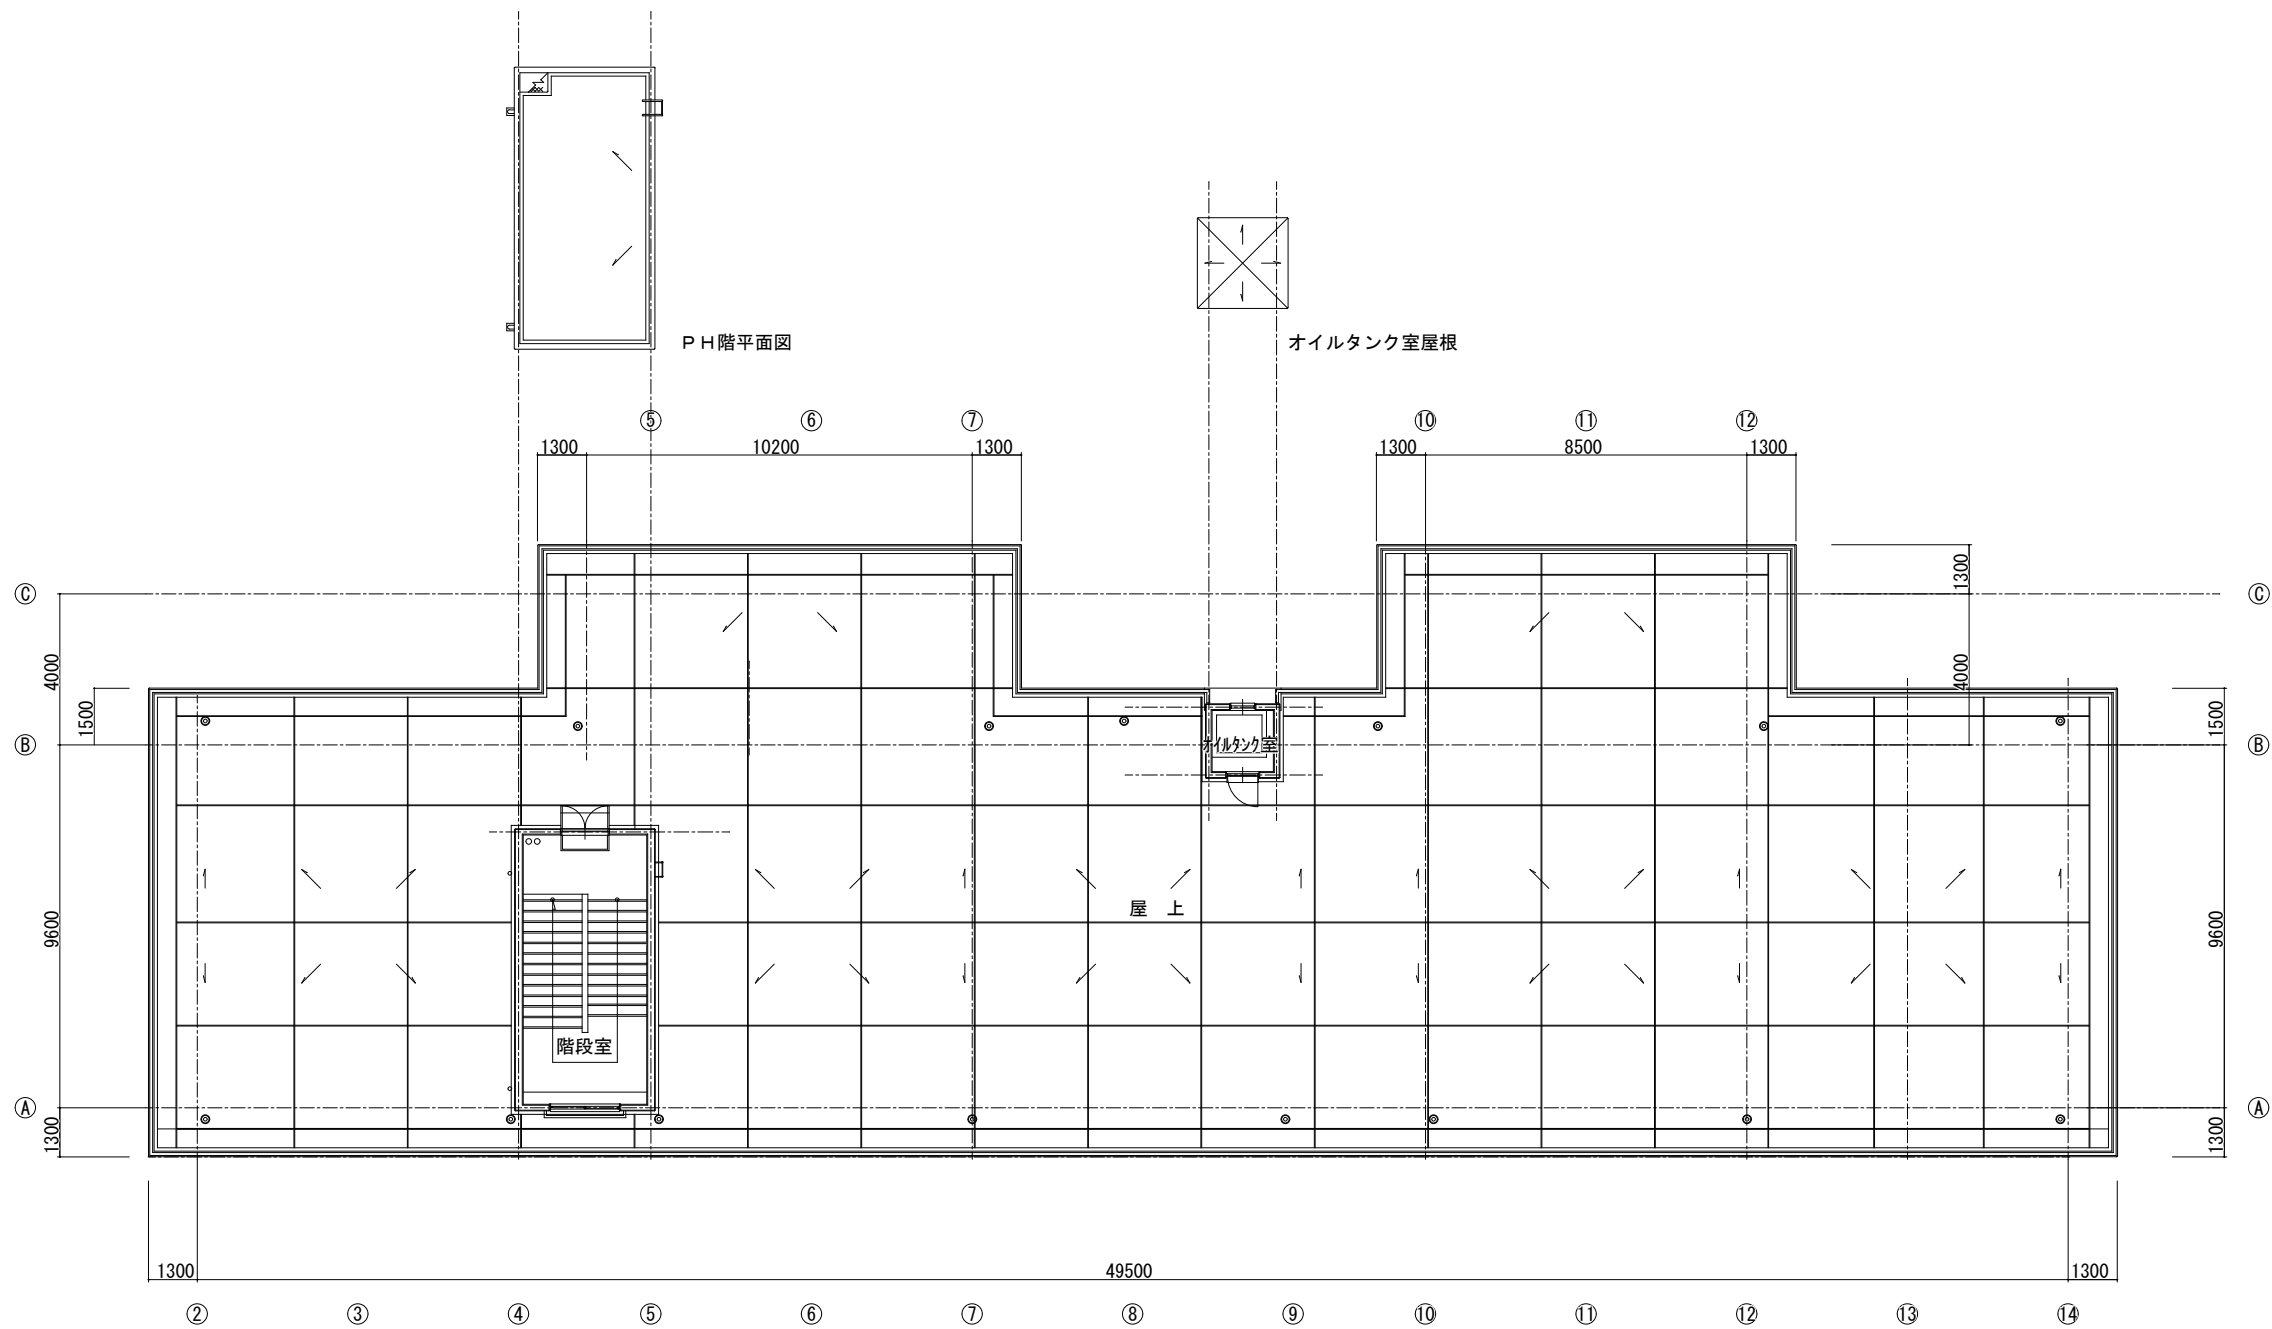 ＰＨ階平面図
オイルタンク室屋根
⑤ ⑥ ⑦ ⑩ ⑪ ⑫
1300 10200 1300 1300 8500 1300
1300
Ⓒ Ⓒ
4000 4000
1500 1500
Ⓑ オイルタンク室 Ⓑ
屋　上
9600 9600
階段室
Ⓐ Ⓐ
1300 1300
1300 49500 1300
② ③ ④ ⑤ ⑥ ⑦ ⑧ ⑨ ⑩ ⑪ ⑫ ⑬ ⑭